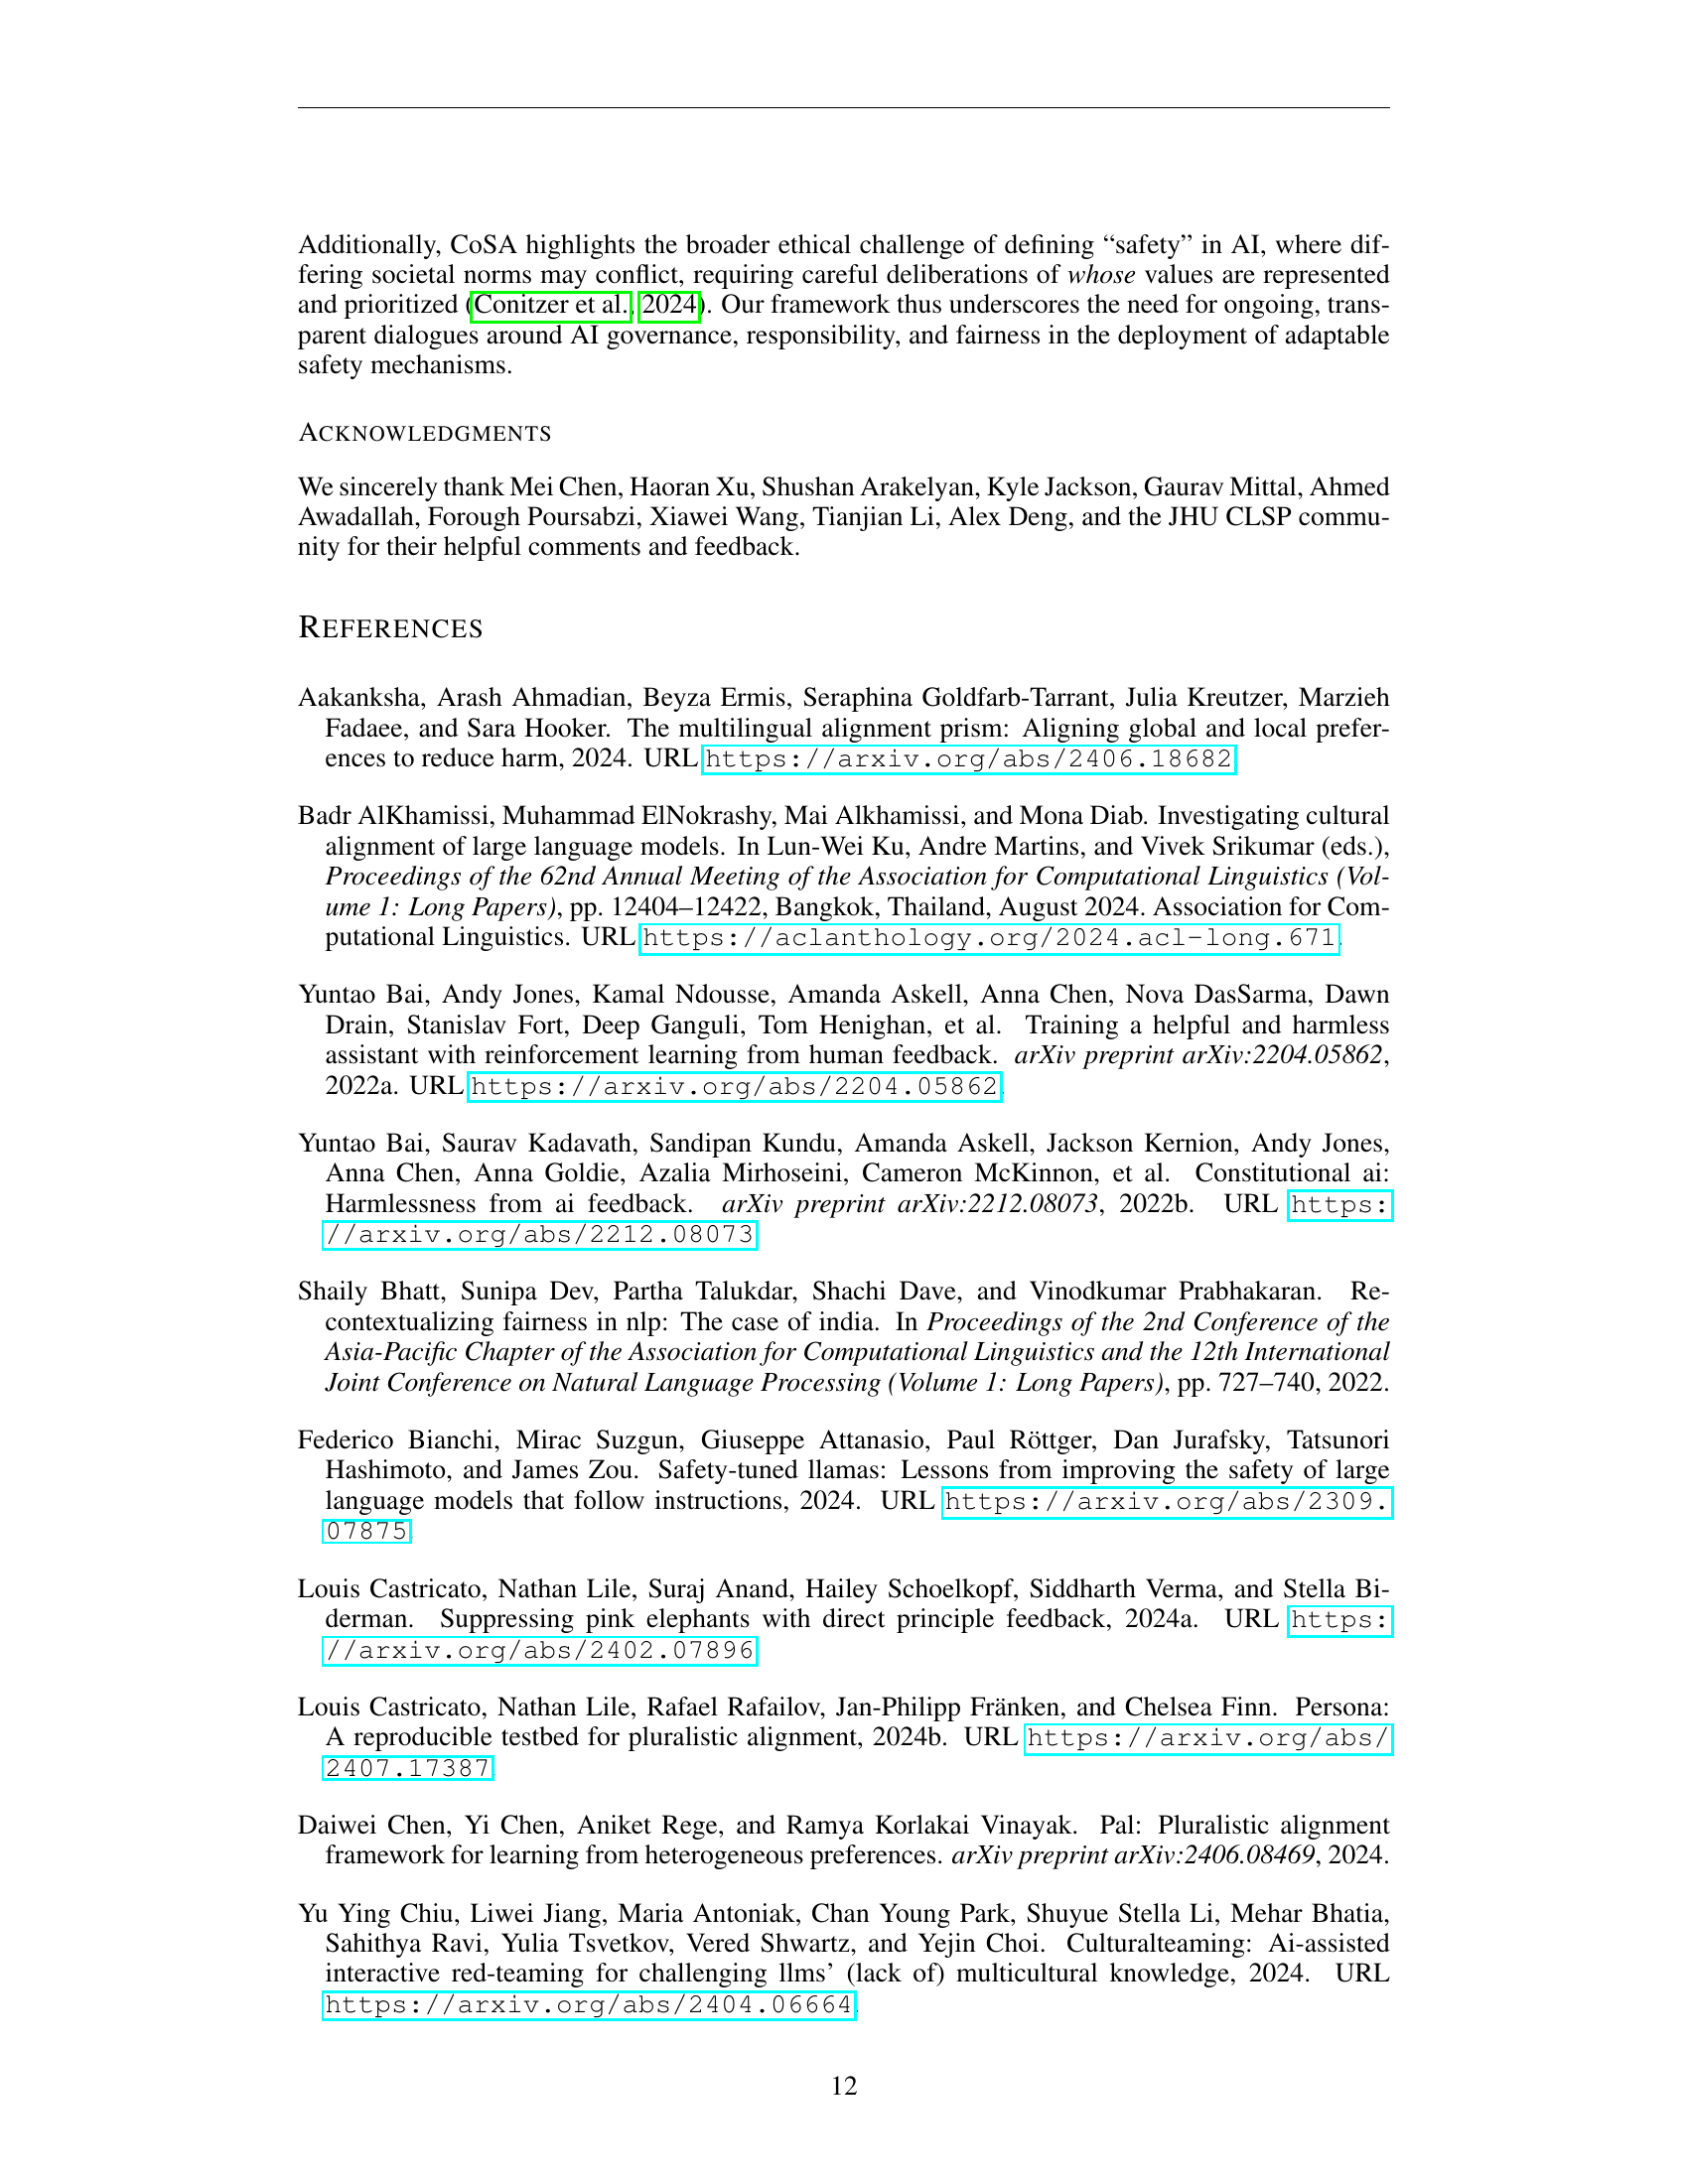 Additionally, CoSA highlights the broader ethical challenge of defining “safety” in AI, where dif-
fering societal norms may conflict, requiring careful deliberations of whose values are represented
and prioritized (Conitzer et al., 2024). Our framework thus underscores the need for ongoing, trans-
parent dialogues around AI governance, responsibility, and fairness in the deployment of adaptable
safety mechanisms.
ACKNOWLEDGMENTS
We sincerely thank Mei Chen, Haoran Xu, Shushan Arakelyan, Kyle Jackson, Gaurav Mittal, Ahmed
Awadallah, Forough Poursabzi, Xiawei Wang, Tianjian Li, Alex Deng, and the JHU CLSP commu-
nity for their helpful comments and feedback.
REFERENCES
Aakanksha, Arash Ahmadian, Beyza Ermis, Seraphina Goldfarb-Tarrant, Julia Kreutzer, Marzieh
Fadaee, and Sara Hooker. The multilingual alignment prism: Aligning global and local prefer-
ences to reduce harm, 2024. URL https://arxiv.org/abs/2406.18682.
Badr AlKhamissi, Muhammad ElNokrashy, Mai Alkhamissi, and Mona Diab. Investigating cultural
alignment of large language models. In Lun-Wei Ku, Andre Martins, and Vivek Srikumar (eds.),
Proceedings of the 62nd Annual Meeting of the Association for Computational Linguistics (Vol-
ume 1: Long Papers), pp. 12404–12422, Bangkok, Thailand, August 2024. Association for Com-
putational Linguistics. URL https://aclanthology.org/2024.acl-long.671.
Yuntao Bai, Andy Jones, Kamal Ndousse, Amanda Askell, Anna Chen, Nova DasSarma, Dawn
Drain, Stanislav Fort, Deep Ganguli, Tom Henighan, et al. Training a helpful and harmless
assistant with reinforcement learning from human feedback. arXiv preprint arXiv:2204.05862,
2022a. URL https://arxiv.org/abs/2204.05862.
Yuntao Bai, Saurav Kadavath, Sandipan Kundu, Amanda Askell, Jackson Kernion, Andy Jones,
Anna Chen, Anna Goldie, Azalia Mirhoseini, Cameron McKinnon, et al. Constitutional ai:
Harmlessness from ai feedback. arXiv preprint arXiv:2212.08073, 2022b. URL https:
//arxiv.org/abs/2212.08073.
Shaily Bhatt, Sunipa Dev, Partha Talukdar, Shachi Dave, and Vinodkumar Prabhakaran. Re-
contextualizing fairness in nlp: The case of india. In Proceedings of the 2nd Conference of the
Asia-Pacific Chapter of the Association for Computational Linguistics and the 12th International
Joint Conference on Natural Language Processing (Volume 1: Long Papers), pp. 727–740, 2022.
Federico Bianchi, Mirac Suzgun, Giuseppe Attanasio, Paul Röttger, Dan Jurafsky, Tatsunori
Hashimoto, and James Zou. Safety-tuned llamas: Lessons from improving the safety of large
language models that follow instructions, 2024. URL https://arxiv.org/abs/2309.
07875.
Louis Castricato, Nathan Lile, Suraj Anand, Hailey Schoelkopf, Siddharth Verma, and Stella Bi-
derman. Suppressing pink elephants with direct principle feedback, 2024a. URL https:
//arxiv.org/abs/2402.07896.
Louis Castricato, Nathan Lile, Rafael Rafailov, Jan-Philipp Fränken, and Chelsea Finn. Persona:
A reproducible testbed for pluralistic alignment, 2024b. URL https://arxiv.org/abs/
2407.17387.
Daiwei Chen, Yi Chen, Aniket Rege, and Ramya Korlakai Vinayak. Pal: Pluralistic alignment
framework for learning from heterogeneous preferences. arXiv preprint arXiv:2406.08469, 2024.
Yu Ying Chiu, Liwei Jiang, Maria Antoniak, Chan Young Park, Shuyue Stella Li, Mehar Bhatia,
Sahithya Ravi, Yulia Tsvetkov, Vered Shwartz, and Yejin Choi. Culturalteaming: Ai-assisted
interactive red-teaming for challenging llms’ (lack of) multicultural knowledge, 2024. URL
https://arxiv.org/abs/2404.06664.
12